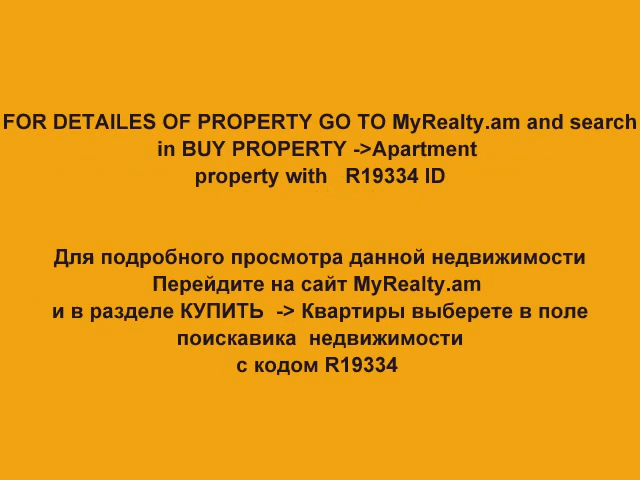 FOR DETAILES OF PROPERTY GO TO MyRealty.am and search
in BUY PROPERTY ->Apartment
property with R19334 ID
Для подробного просмотра данной недвижимости
Перейдите на сайт MyRealty.am
и в разделе КУПИТЬ -> Квартиры выберете в поле
поискавика недвижимости
с кодом R19334